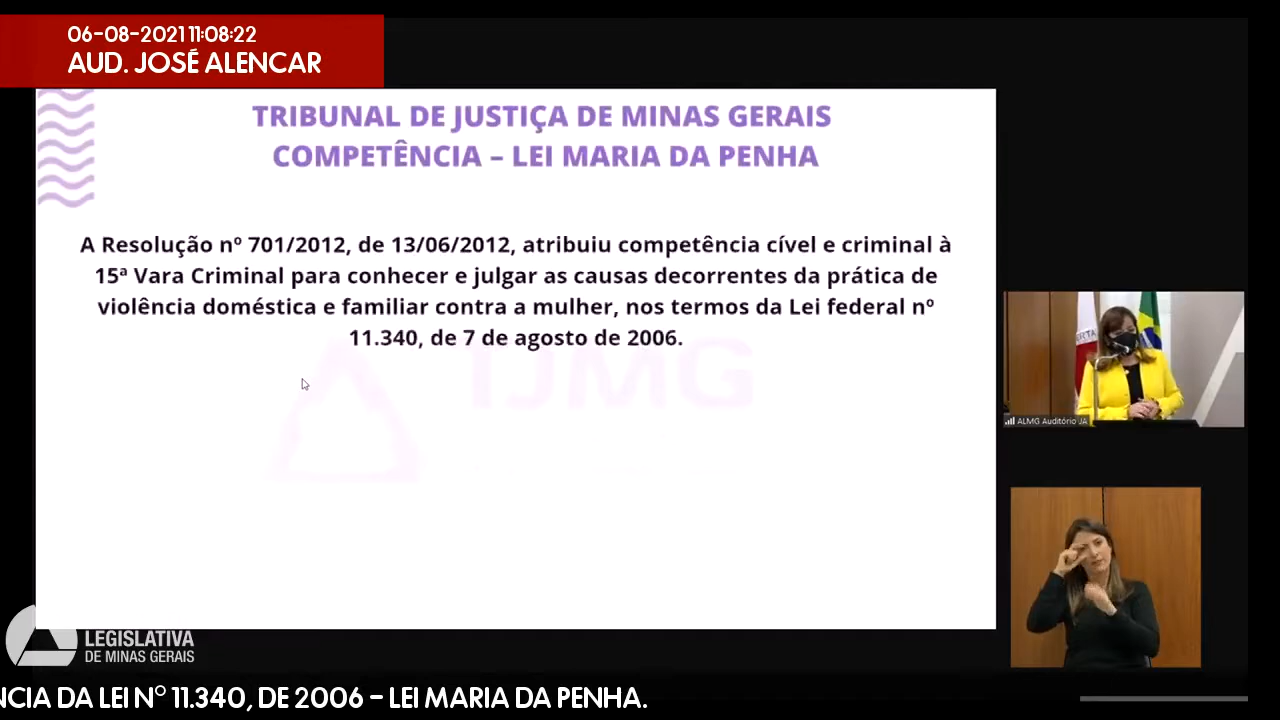 06-08-2021 11:08:22
AUD. JOSÉ ALENCAR
TRIBUNAL DE JUSTIÇA DE MINAS GERAIS
COMPETÊNCIA – LEI MARIA DA PENHA
A Resolução nº 701/2012, de 13/06/2012, atribuiu competência cível e criminal à
15ª Vara Criminal para conhecer e julgar as causas decorrentes da prática de
violência doméstica e familiar contra a mulher, nos termos da Lei federal nº
11.340, de 7 de agosto de 2006.
TJMG
ALMG Auditório JA
LEGISLATIVA
DE MINAS GERAIS
NCIA DA LEI Nº 11.340, DE 2006 – LEI MARIA DA PENHA.